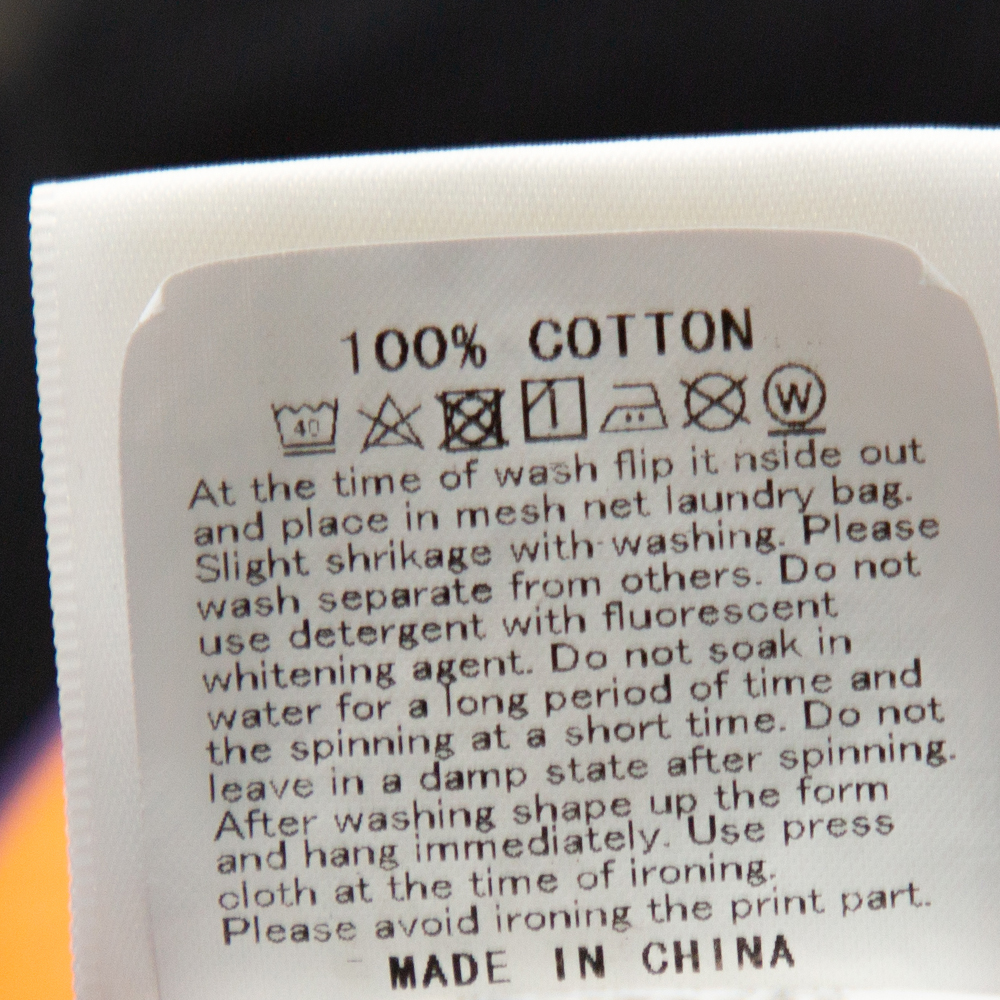 100% COTTON
40 W
At the time of wash flip it nside out
and place in mesh net laundry bag.
Slight shrikage with washing. Please
wash separate from others. Do not
use detergent with fluorescent
whitening agent. Do not soak in
water for a long period of time and
the spinning at a short time. Do not
leave in a damp state after spinning.
After washing shape up the form
and hang immediately. Use press
cloth at the time of ironing.
Please avoid ironing the print part.
MADE IN CHINA